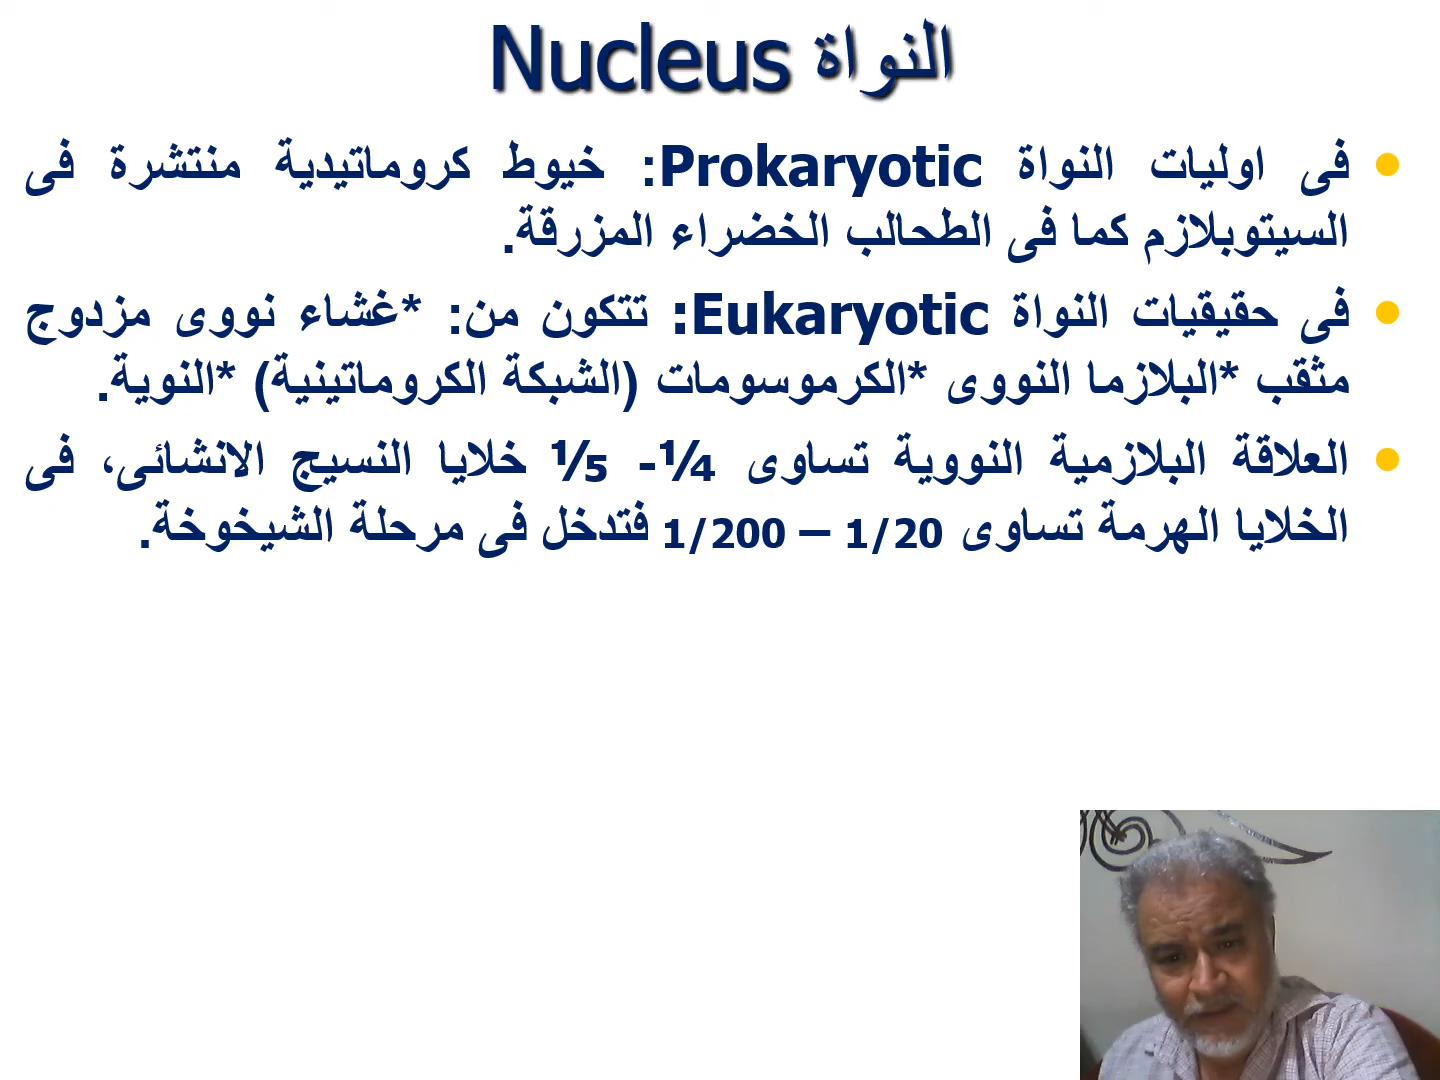 النواة Nucleus
فى اوليات النواة Prokaryotic: خيوط كروماتيدية منتشرة فى
السيتوبلازم كما فى الطحالب الخضراء المزرقة.
فى حقيقيات النواة Eukaryotic: تتكون من: *غشاء نووى مزدوج
مثقب *البلازما النووى *الكرموسومات (الشبكة الكروماتينية) *النوية.
العلاقة البلازمية النووية تساوى ¼- ⅕ خلايا النسيج الانشائى، فى
الخلايا الهرمة تساوى 1/20 – 1/200 فتدخل فى مرحلة الشيخوخة.